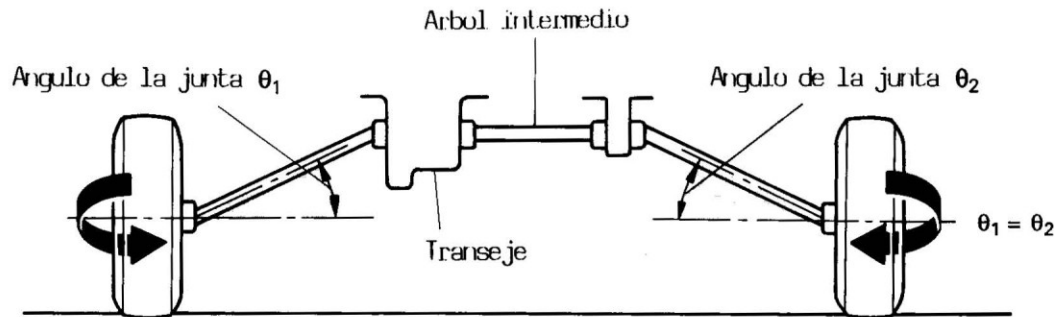 Arbol intermedio
Angulo de la junta θ₁
Angulo de la junta θ₂
θ₁ = θ₂
Transeje